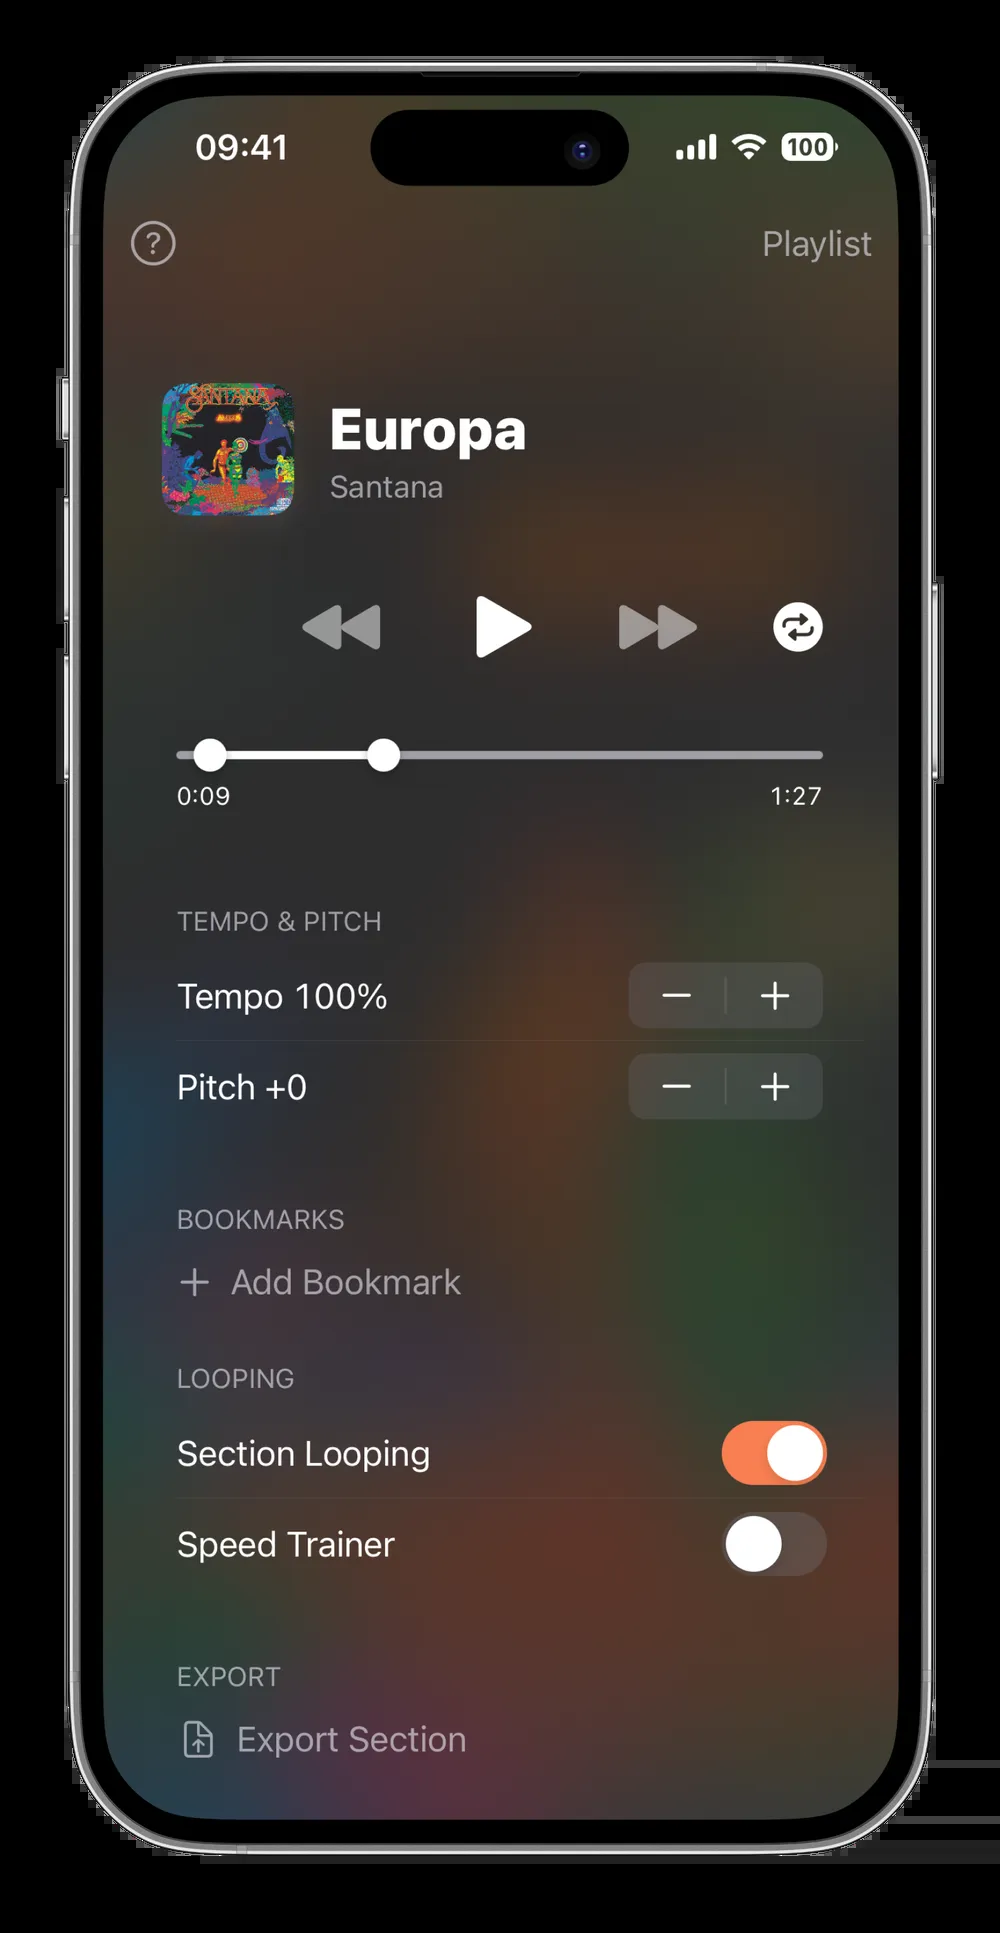 09:41
100
?
Playlist
SANTANA
Europa
Santana
0:09
1:27
TEMPO & PITCH
Tempo 100%
Pitch +0
BOOKMARKS
Add Bookmark
LOOPING
Section Looping
Speed Trainer
EXPORT
Export Section